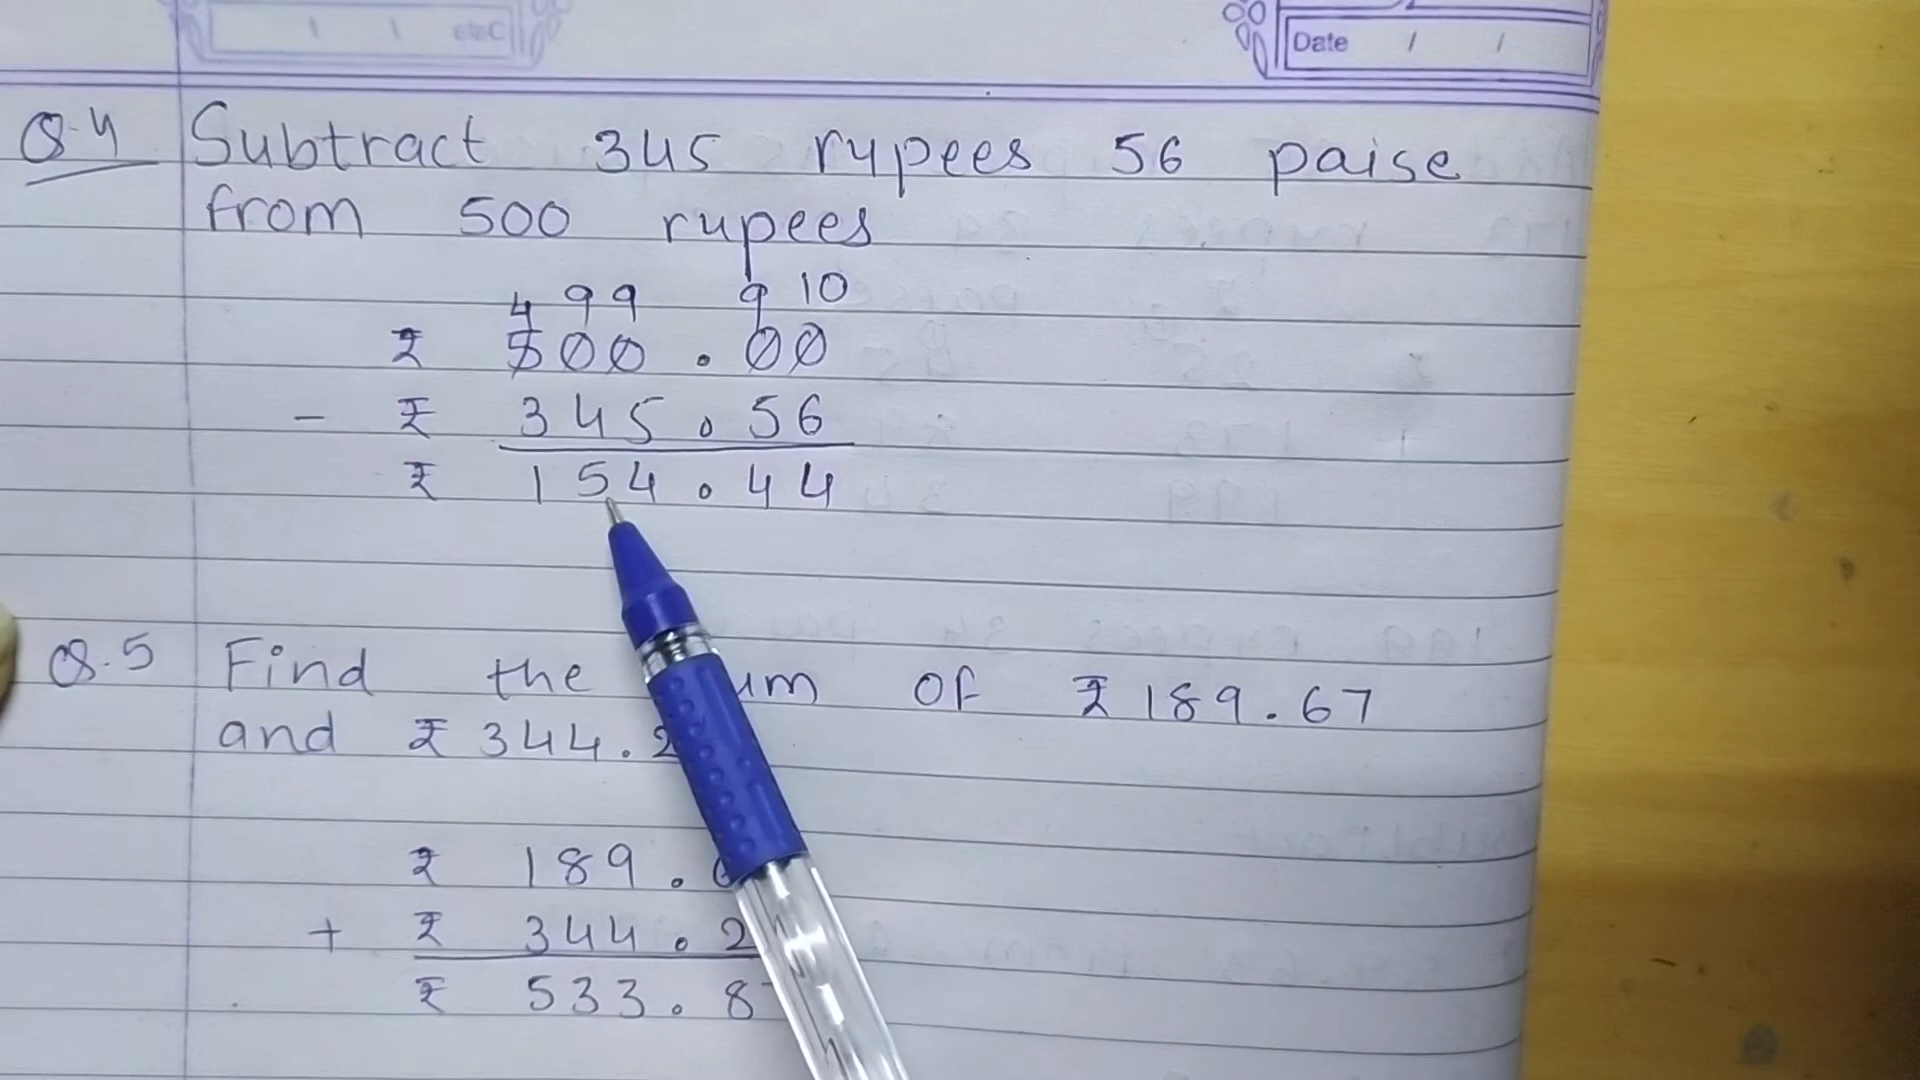 Date / /
Q.4 Subtract 345 rupees 56 paise
from 500 rupees
4 9 9 9 10
₹ 500.00
- ₹ 345.56
₹ 154.44
Q.5 Find the of ₹ 189.67
and ₹ 344.2
₹ 189.
+ ₹ 344.2
₹ 533.8